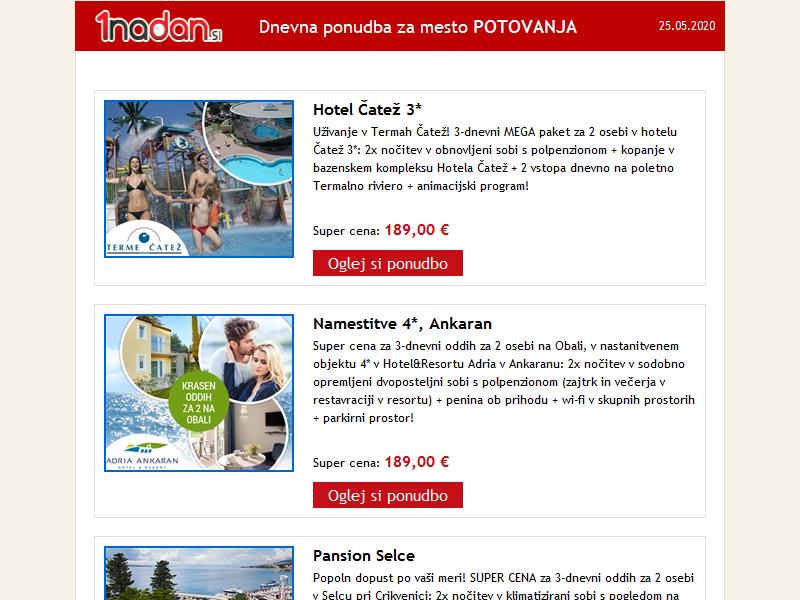 1nadan.si
Dnevna ponudba za mesto POTOVANJA
25.05.2020
Hotel Čatež 3*
Uživanje v Termah Čatež! 3-dnevni MEGA paket za 2 osebi v hotelu
Čatež 3*: 2x nočitev v obnovljeni sobi s polpenzionom + kopanje v
bazenskem kompleksu Hotela Čatež + 2 vstopa dnevno na poletno
Termalno riviero + animacijski program!
Super cena: 189,00 €
Oglej si ponudbo
TERME ČATEŽ
Namestitve 4*, Ankaran
Super cena za 3-dnevni oddih za 2 osebi na Obali, v nastanitvenem
objektu 4* v Hotel&Resortu Adria v Ankaranu: 2x nočitev v sodobno
opremljeni dvoposteljni sobi s polpenzionom (zajtrk in večerja v
restavraciji v resortu) + penina ob prihodu + wi-fi v skupnih prostorih
+ parkirni prostor!
Super cena: 189,00 €
Oglej si ponudbo
KRASEN
ODDIH
ZA 2 NA
OBALI
ADRIA ANKARAN
HOTEL & RESORT
Pansion Selce
Popoln dopust po vaši meri! SUPER CENA za 3-dnevni oddih za 2 osebi
v Selcu pri Crikvenici: 2x nočitev v klimatizirani sobi s pogledom na